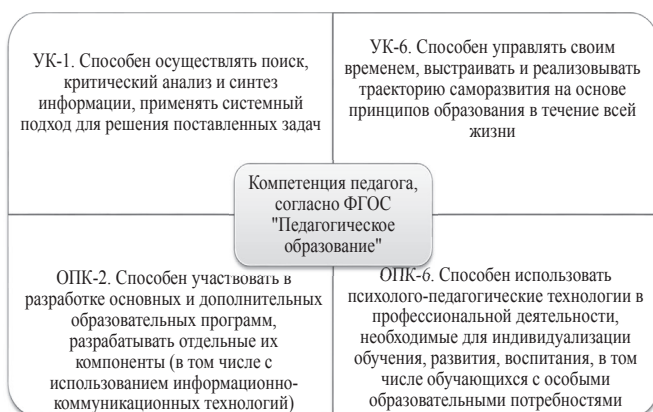 УК-1. Способен осуществлять поиск,
критический анализ и синтез
информации, применять системный
подход для решения поставленных задач
УК-6. Способен управлять своим
временем, выстраивать и реализовывать
траекторию саморазвития на основе
принципов образования в течение всей
жизни
Компетенция педагога,
согласно ФГОС
"Педагогическое
образование"
ОПК-2. Способен участвовать в
разработке основных и дополнительных
образовательных программ,
разрабатывать отдельные их
компоненты (в том числе с
использованием информационно-
коммуникационных технологий)
ОПК-6. Способен использовать
психолого-педагогические технологии в
профессиональной деятельности,
необходимые для индивидуализации
обучения, развития, воспитания, в том
числе обучающихся с особыми
образовательными потребностями